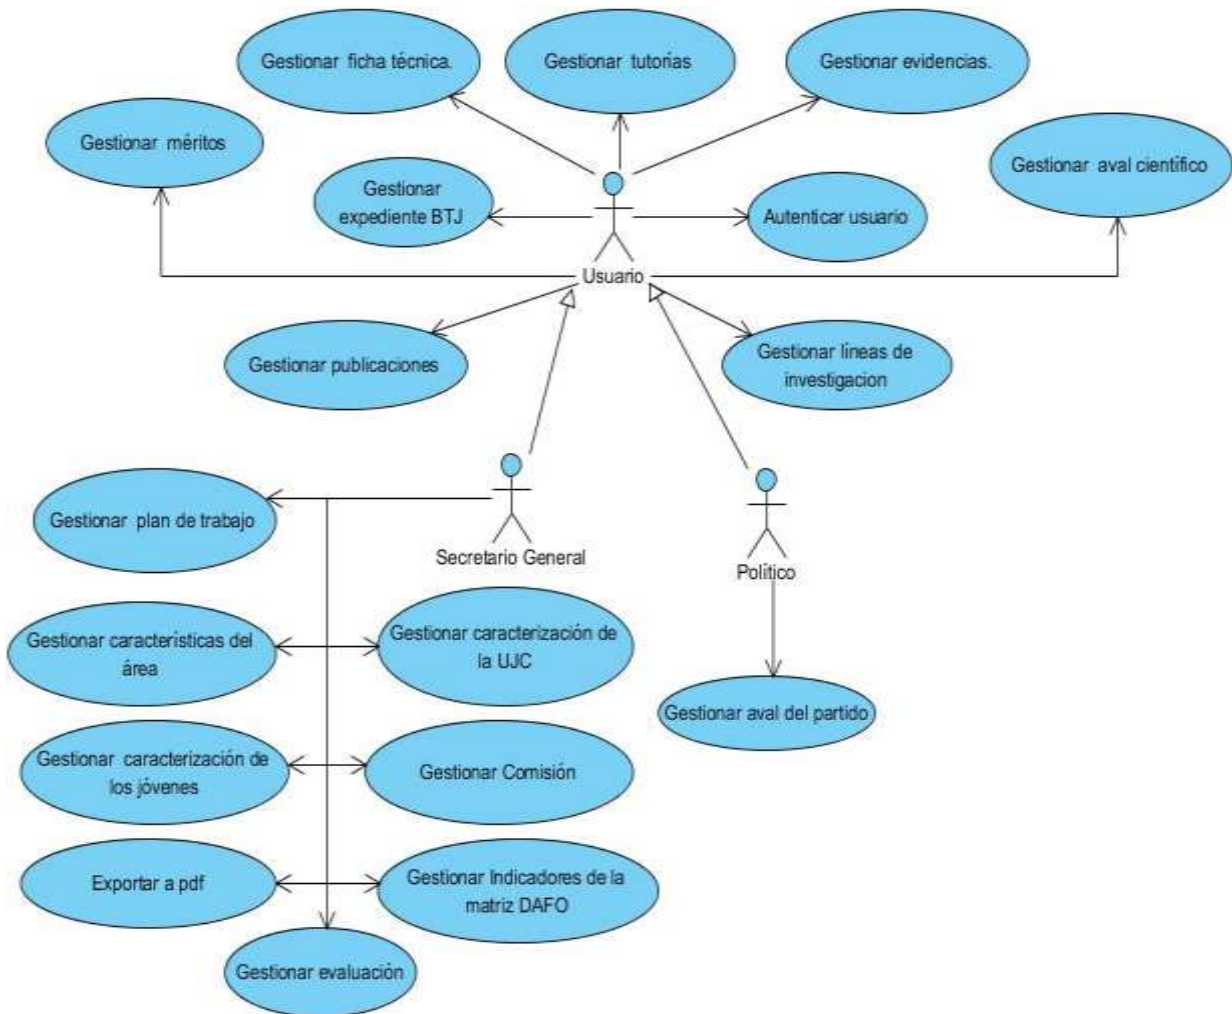 Gestionar ficha técnica.
Gestionar tutorías
Gestionar evidencias.
Gestionar méritos
Gestionar aval científico
Gestionar
expediente BTJ
Autenticar usuario
Usuario
Gestionar publicaciones
Gestionar líneas de
investigacion
Gestionar plan de trabajo
Secretario General
Político
Gestionar características del
área
Gestionar caracterización de
la UJC
Gestionar aval del partido
Gestionar caracterización de
los jóvenes
Gestionar Comisión
Exportar a pdf
Gestionar Indicadores de la
matriz DAFO
Gestionar evaluación